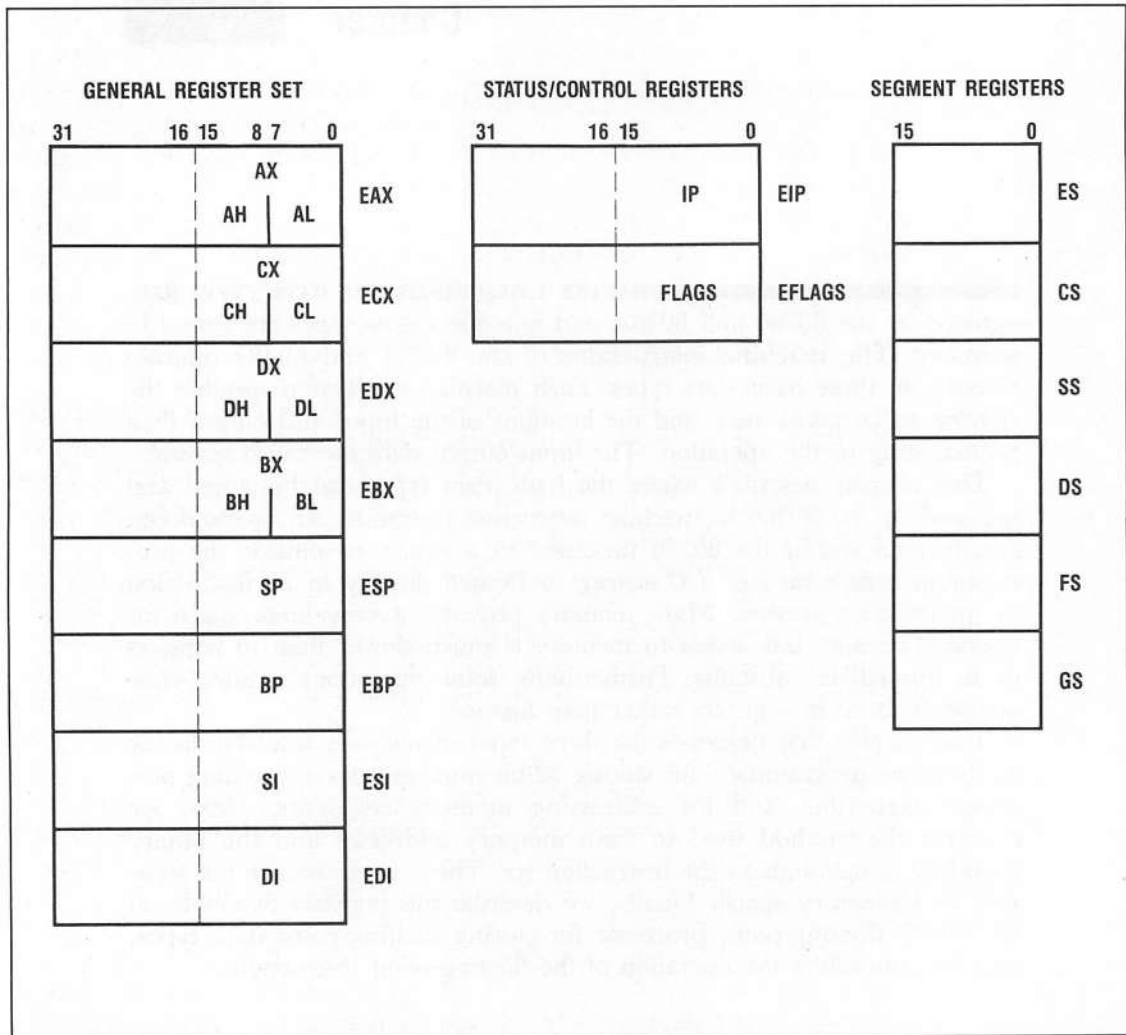 GENERAL REGISTER SET
31 16 15 8 7 0
AX
AH AL
EAX
CX
CH CL
ECX
DX
DH DL
EDX
BX
BH BL
EBX
SP
ESP
BP
EBP
SI
ESI
DI
EDI
STATUS/CONTROL REGISTERS
31 16 15 0
IP
EIP
FLAGS
EFLAGS
SEGMENT REGISTERS
15 0
ES
CS
SS
DS
FS
GS